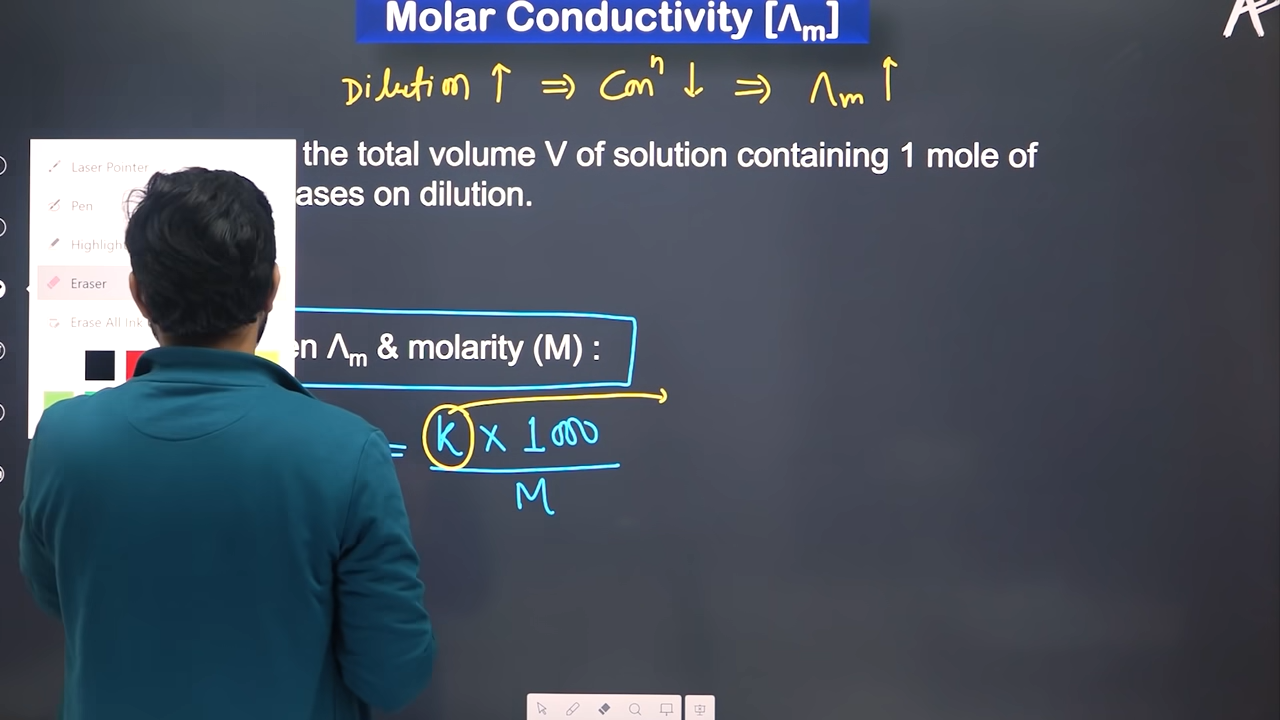 Molar Conductivity [Λₘ]
Dilution ↑ ⇒ Conⁿ ↓ ⇒ Λₘ ↑
the total volume V of solution containing 1 mole of
ases on dilution.
Laser Pointer
Pen
Highligh
Eraser
Erase All Ink
en Λₘ & molarity (M) :
= k × 1000
M